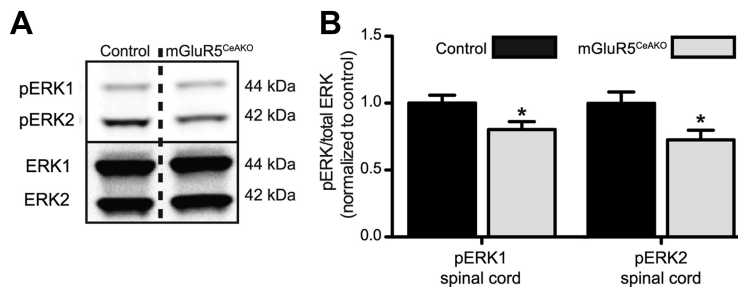 A
Control
mGluR5CeAKO
pERK1
44 kDa
pERK2
42 kDa
ERK1
44 kDa
ERK2
42 kDa
B
Control
mGluR5CeAKO
pERK/total ERK
(normalized to control)
1.5
1.0
0.5
0.0
*
*
pERK1
spinal cord
pERK2
spinal cord